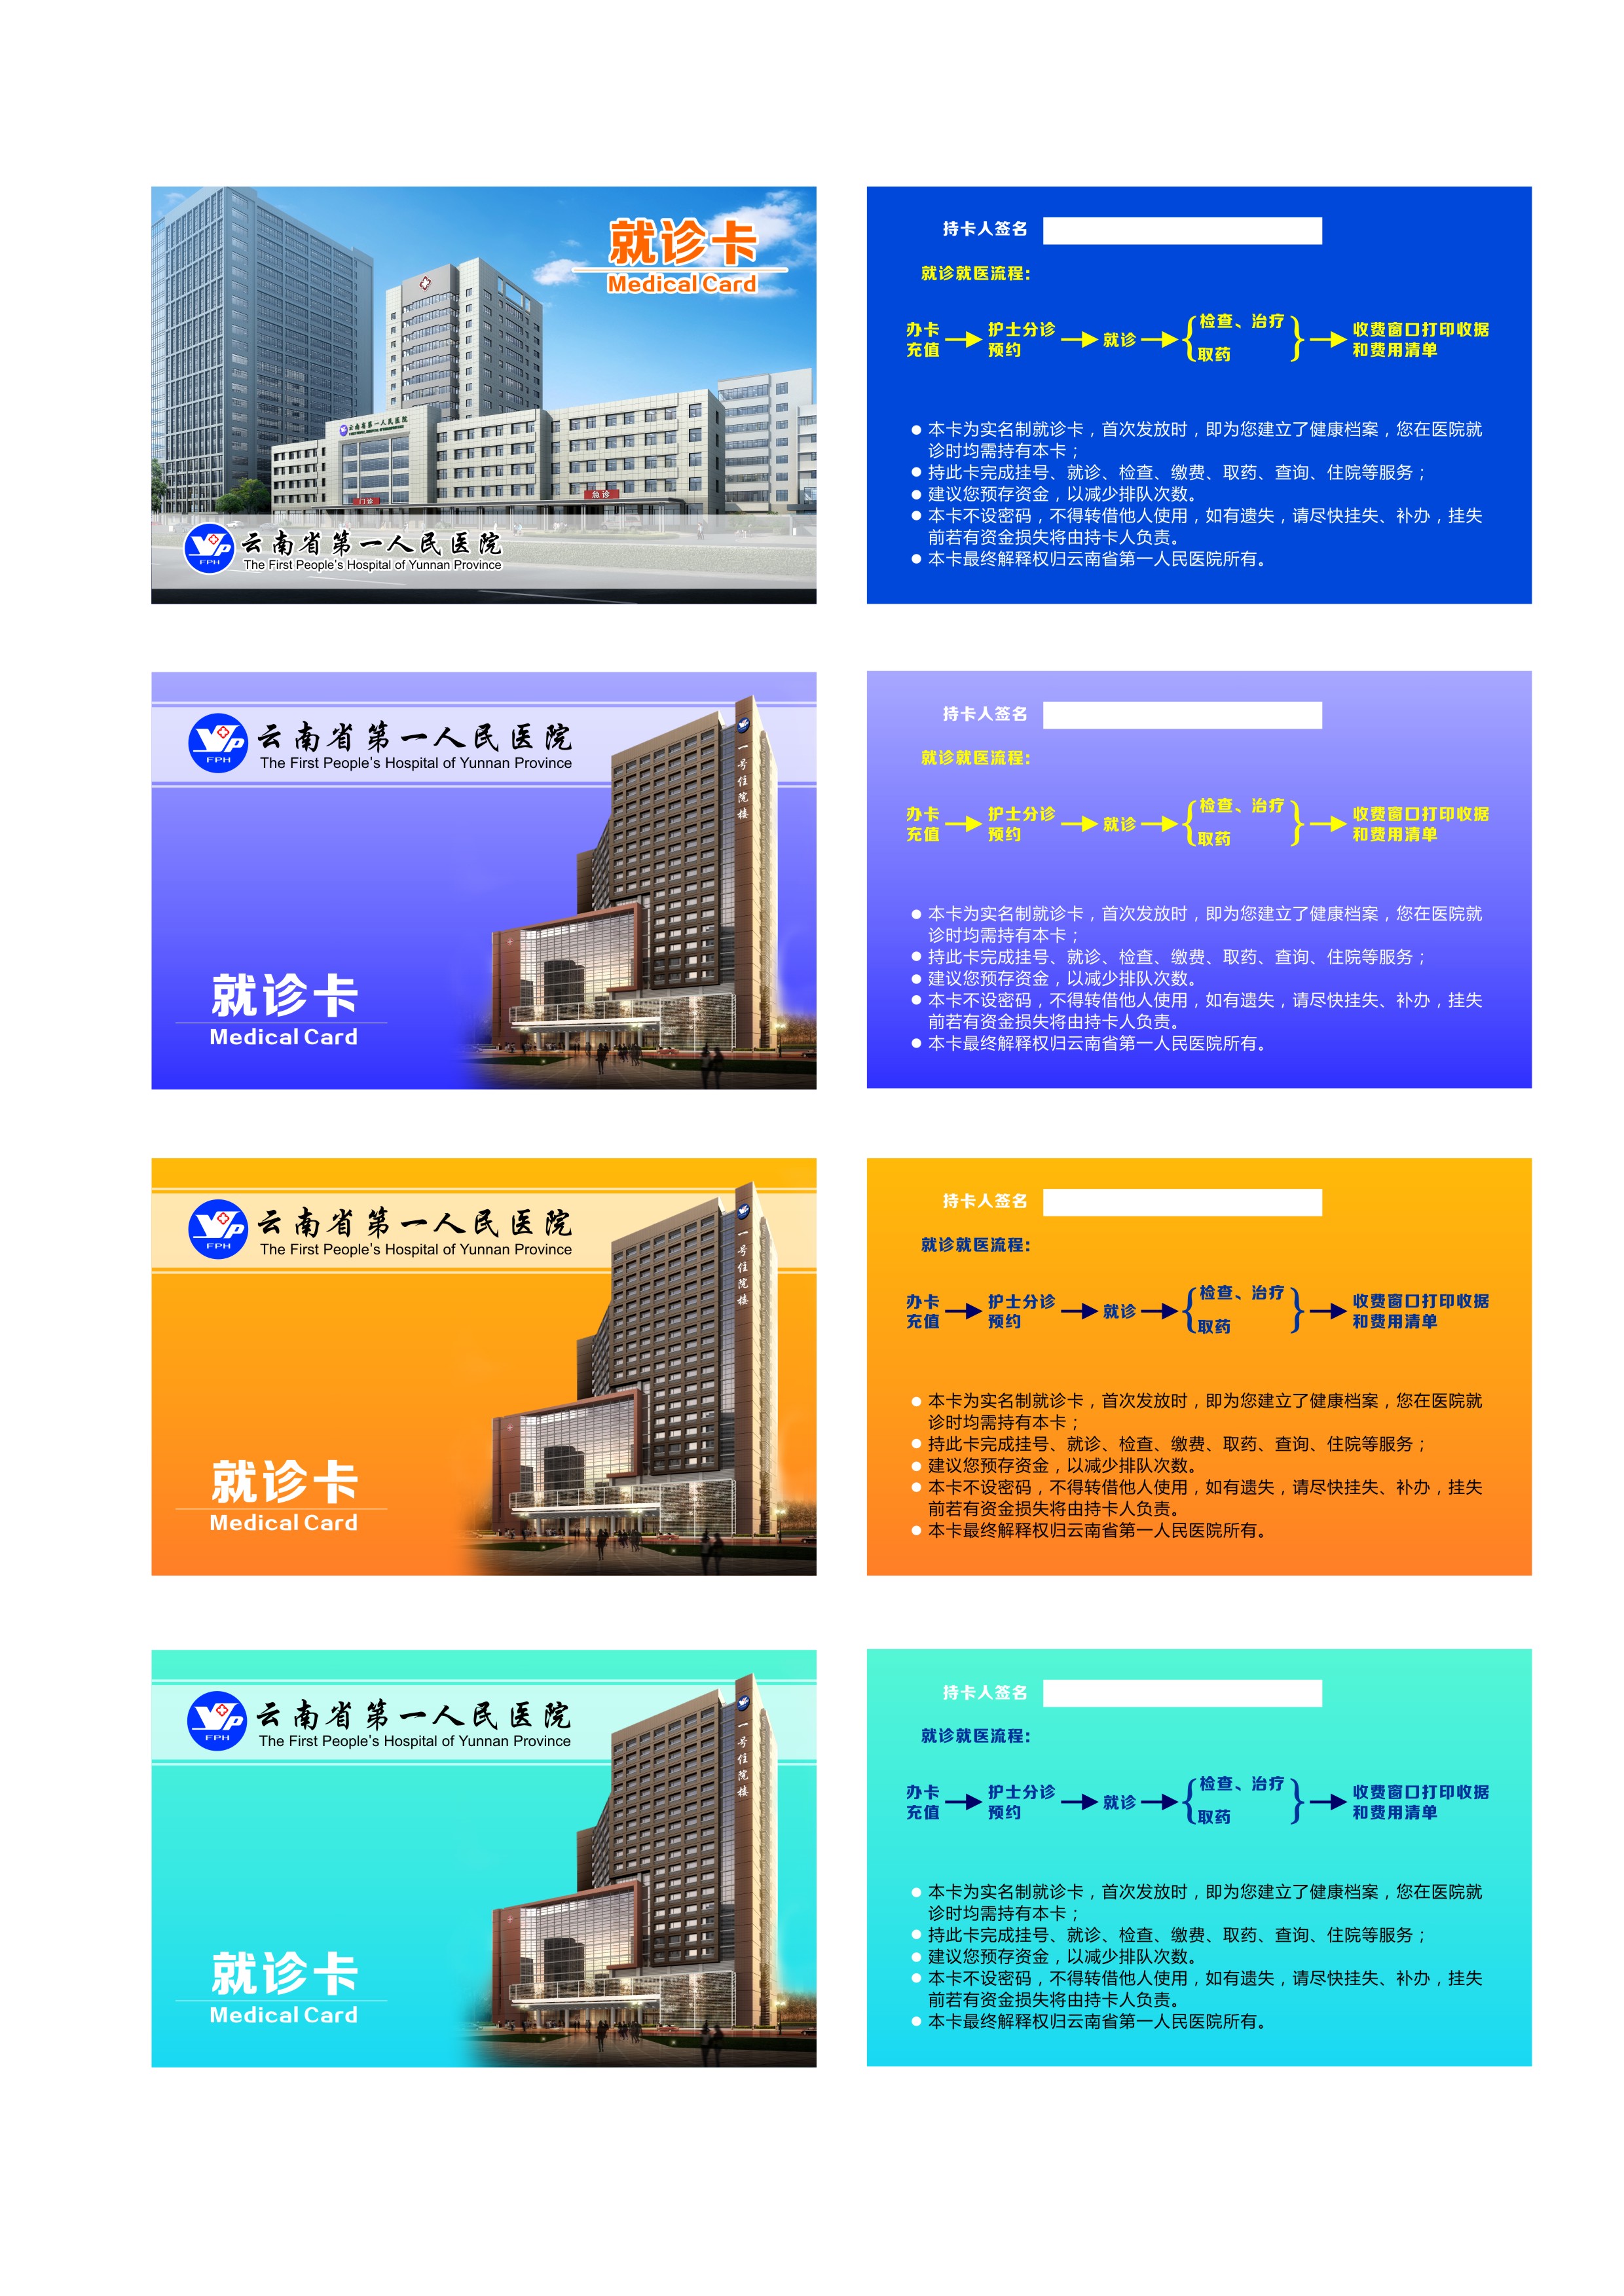 就诊卡
Medical Card
云南省第一人民医院
门诊
急诊
VFP
FPH
云南省第一人民医院
The First People's Hospital of Yunnan Province
持卡人签名
就诊就医流程:
办卡
充值
护士分诊
预约
就诊
检查、治疗
取药
收费窗口打印收据
和费用清单
本卡为实名制就诊卡，首次发放时，即为您建立了健康档案，您在医院就
诊时均需持有本卡；
持此卡完成挂号、就诊、检查、缴费、取药、查询、住院等服务；
建议您预存资金，以减少排队次数。
本卡不设密码，不得转借他人使用，如有遗失，请尽快挂失、补办，挂失
前若有资金损失将由持卡人负责。
本卡最终解释权归云南省第一人民医院所有。
FPH
云南省第一人民医院
The First People's Hospital of Yunnan Province
一号住院楼
就诊卡
Medical Card
持卡人签名
就诊就医流程:
办卡
充值
护士分诊
预约
就诊
检查、治疗
取药
收费窗口打印收据
和费用清单
本卡为实名制就诊卡，首次发放时，即为您建立了健康档案，您在医院就
诊时均需持有本卡；
持此卡完成挂号、就诊、检查、缴费、取药、查询、住院等服务；
建议您预存资金，以减少排队次数。
本卡不设密码，不得转借他人使用，如有遗失，请尽快挂失、补办，挂失
前若有资金损失将由持卡人负责。
本卡最终解释权归云南省第一人民医院所有。
FPH
云南省第一人民医院
The First People's Hospital of Yunnan Province
一号住院楼
就诊卡
Medical Card
持卡人签名
就诊就医流程:
办卡
充值
护士分诊
预约
就诊
检查、治疗
取药
收费窗口打印收据
和费用清单
本卡为实名制就诊卡，首次发放时，即为您建立了健康档案，您在医院就
诊时均需持有本卡；
持此卡完成挂号、就诊、检查、缴费、取药、查询、住院等服务；
建议您预存资金，以减少排队次数。
本卡不设密码，不得转借他人使用，如有遗失，请尽快挂失、补办，挂失
前若有资金损失将由持卡人负责。
本卡最终解释权归云南省第一人民医院所有。
FPH
云南省第一人民医院
The First People's Hospital of Yunnan Province
一号住院楼
就诊卡
Medical Card
持卡人签名
就诊就医流程:
办卡
充值
护士分诊
预约
就诊
检查、治疗
取药
收费窗口打印收据
和费用清单
本卡为实名制就诊卡，首次发放时，即为您建立了健康档案，您在医院就
诊时均需持有本卡；
持此卡完成挂号、就诊、检查、缴费、取药、查询、住院等服务；
建议您预存资金，以减少排队次数。
本卡不设密码，不得转借他人使用，如有遗失，请尽快挂失、补办，挂失
前若有资金损失将由持卡人负责。
本卡最终解释权归云南省第一人民医院所有。